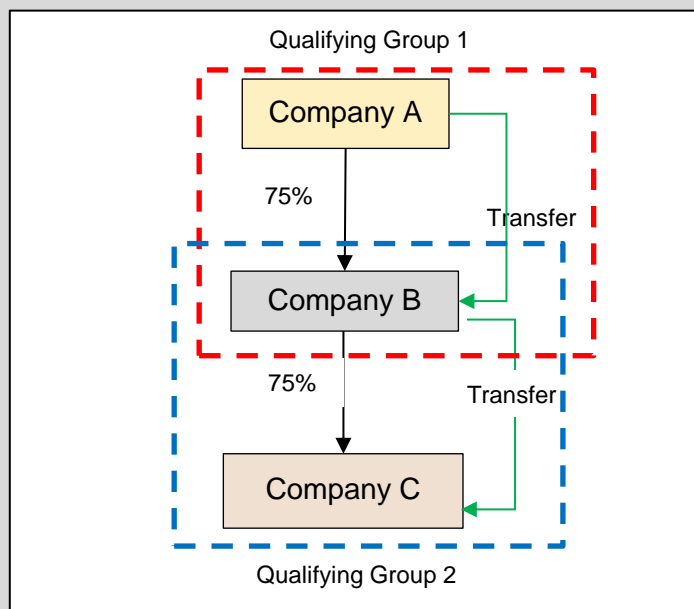 Qualifying Group 1
Company A
75%
Transfer
Company B
75%
Transfer
Company C
Qualifying Group 2